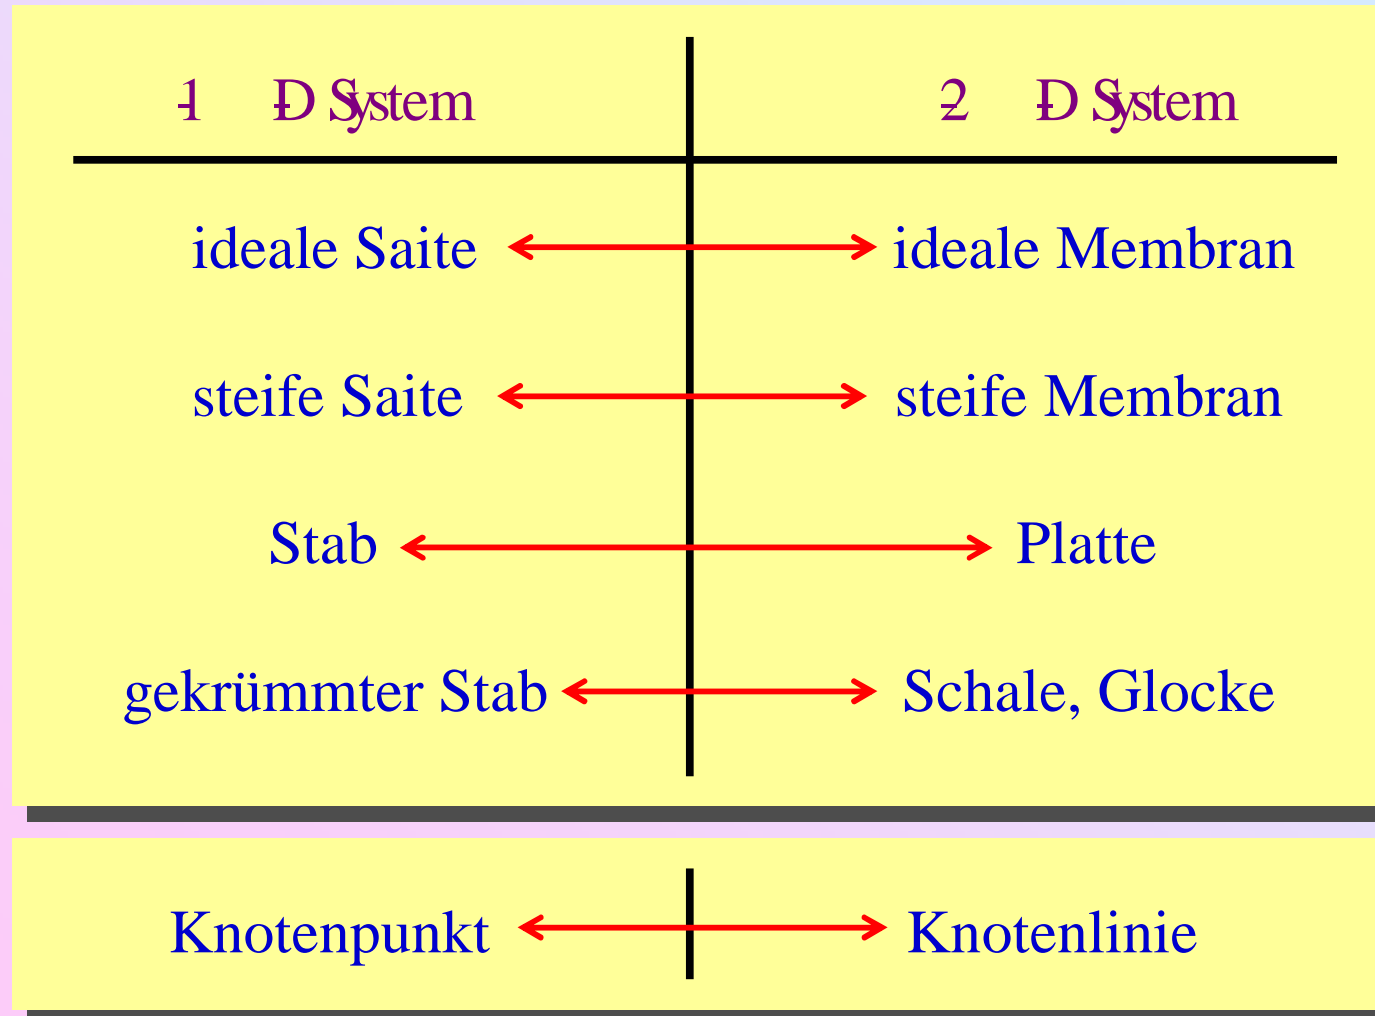 1-D-System 2-D-System
ideale Saite ideale Membran
steife Saite steife Membran
Stab Platte
gekrümmter Stab Schale, Glocke
Knotenpunkt Knotenlinie